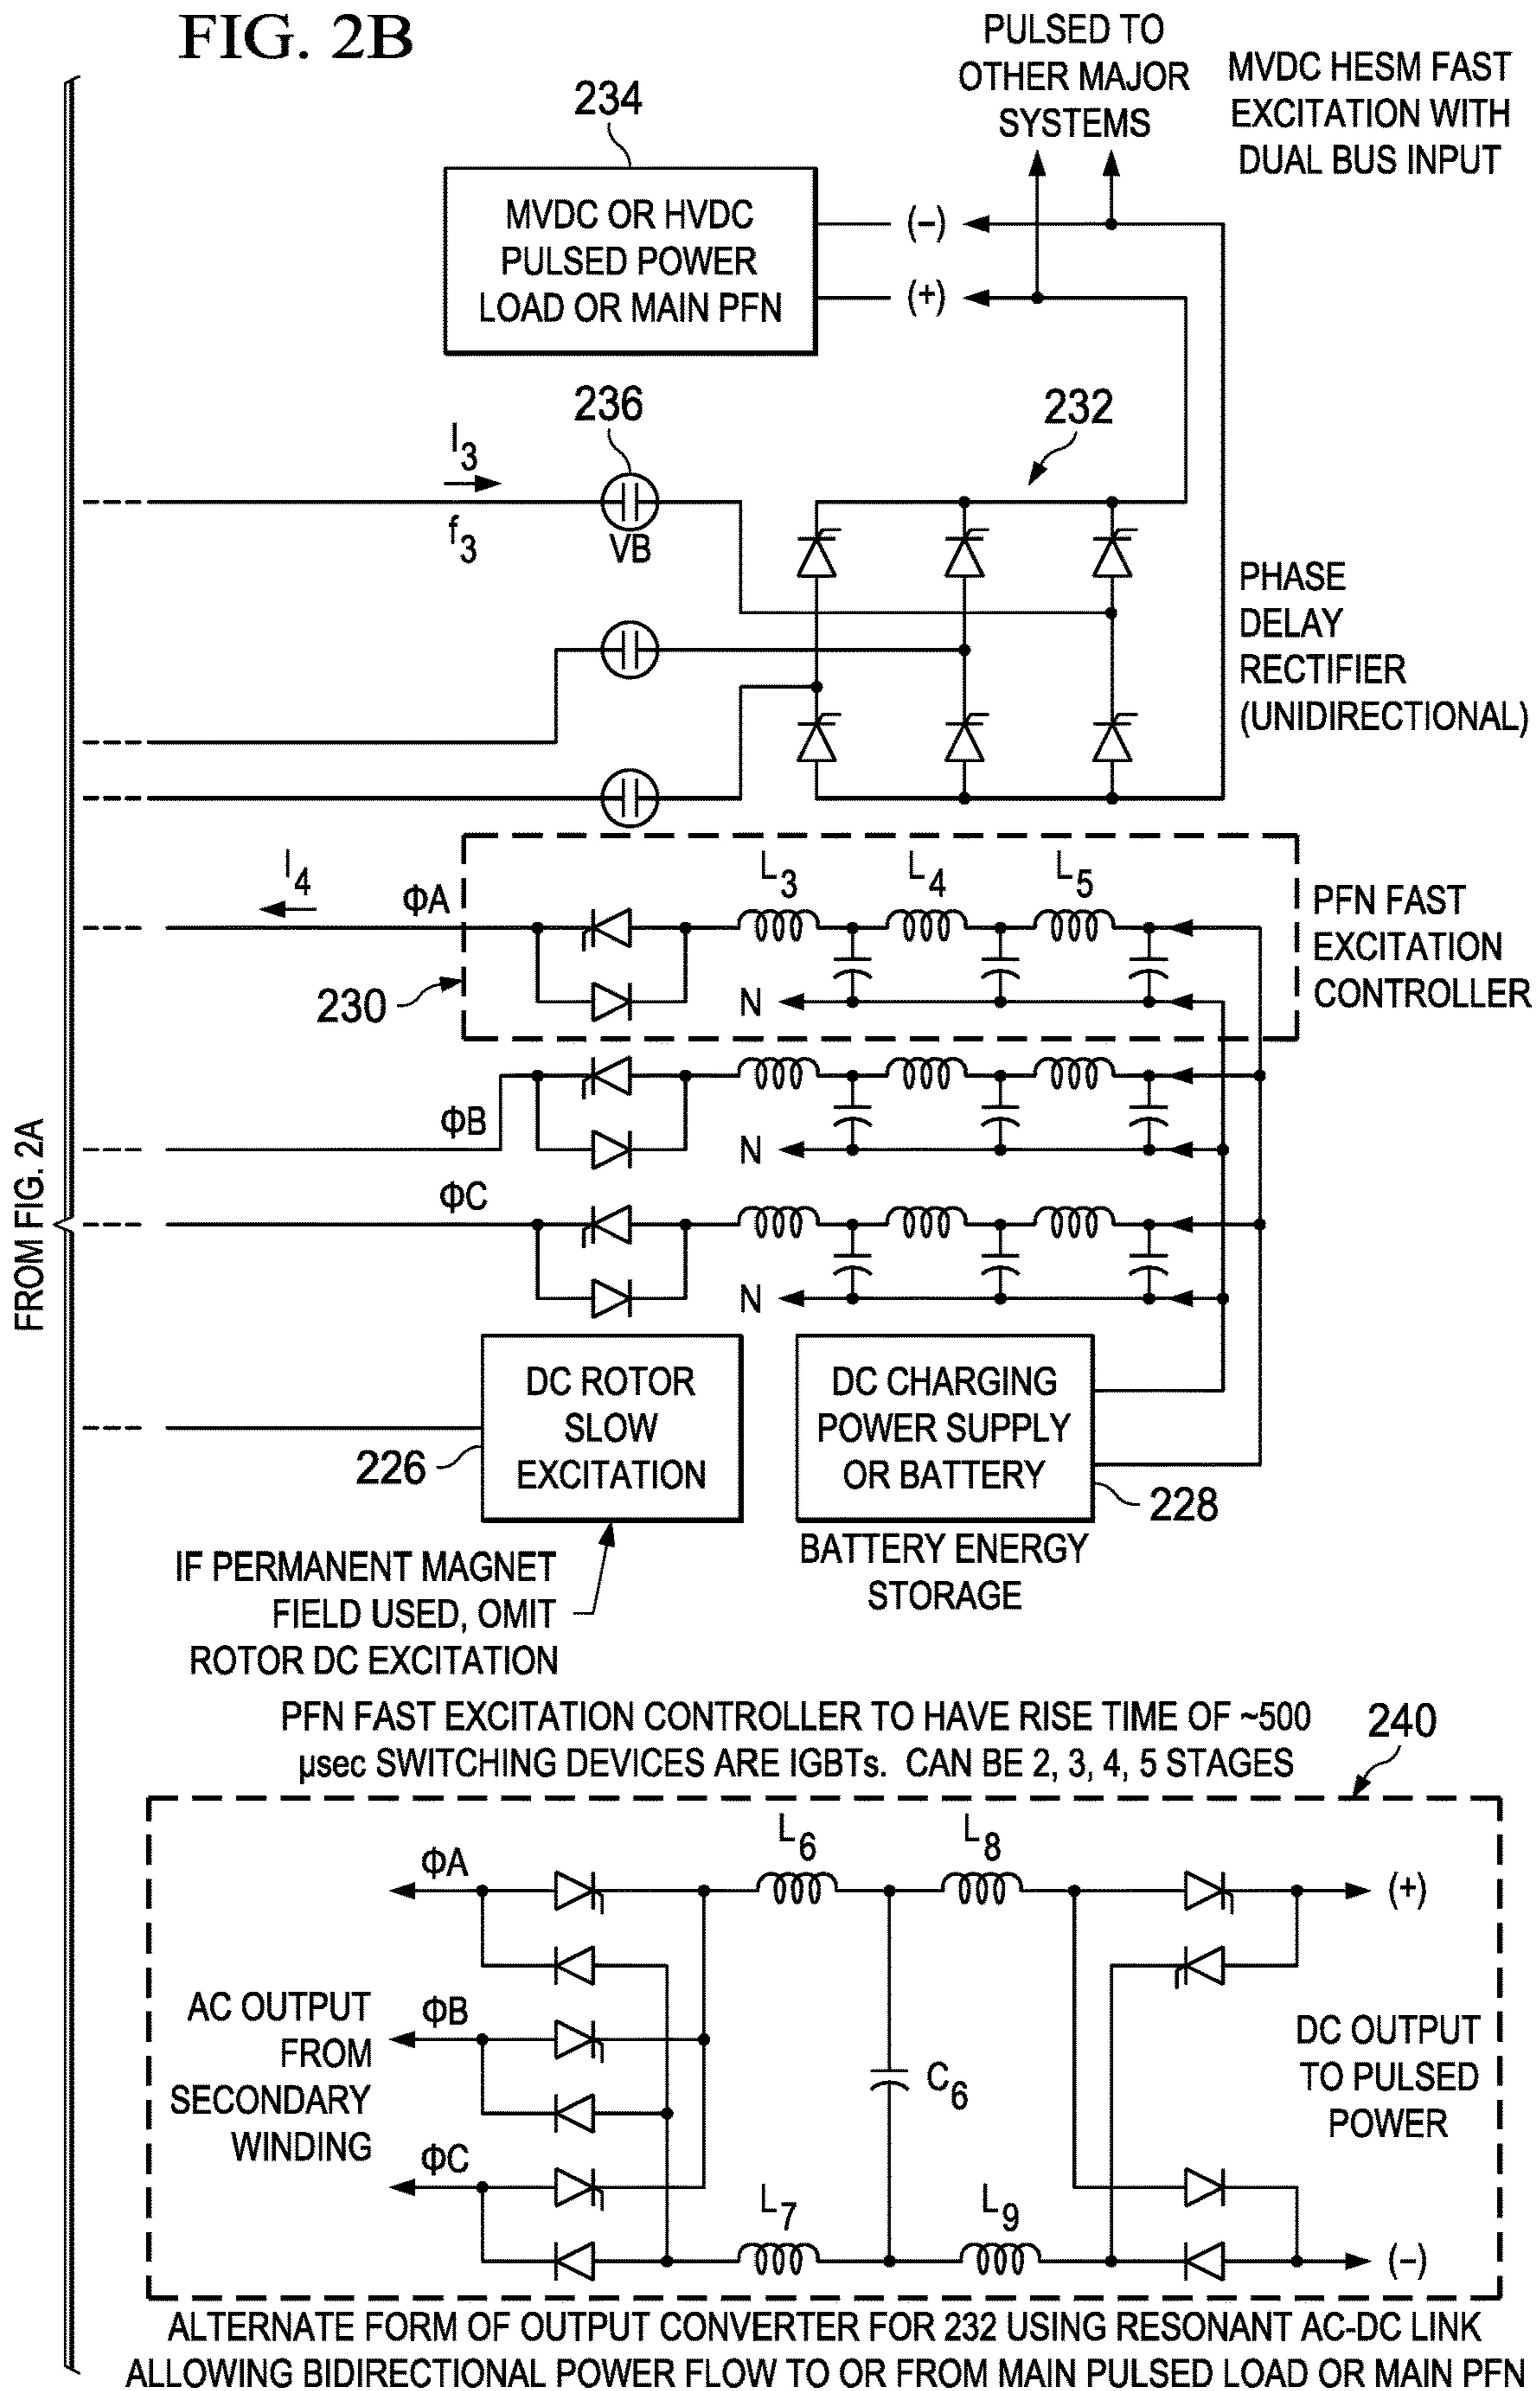 FIG. 2B
PULSED TO
OTHER MAJOR
SYSTEMS
MVDC HESM FAST
EXCITATION WITH
DUAL BUS INPUT
234
MVDC OR HVDC
PULSED POWER
LOAD OR MAIN PFN
(–)
(+)
236
232
I3
f3
VB
PHASE
DELAY
RECTIFIER
(UNIDIRECTIONAL)
I4
ΦA
L3
L4
L5
PFN FAST
EXCITATION
CONTROLLER
230
N
ΦB
N
ΦC
N
FROM FIG. 2A
DC ROTOR
SLOW
EXCITATION
226
DC CHARGING
POWER SUPPLY
OR BATTERY
228
BATTERY ENERGY
STORAGE
IF PERMANENT MAGNET
FIELD USED, OMIT
ROTOR DC EXCITATION
PFN FAST EXCITATION CONTROLLER TO HAVE RISE TIME OF ~500
µsec SWITCHING DEVICES ARE IGBTs. CAN BE 2, 3, 4, 5 STAGES
240
ΦA
L6
L8
(+)
AC OUTPUT
FROM
SECONDARY
WINDING
ΦB
C6
DC OUTPUT
TO PULSED
POWER
ΦC
L7
L9
(–)
ALTERNATE FORM OF OUTPUT CONVERTER FOR 232 USING RESONANT AC-DC LINK
ALLOWING BIDIRECTIONAL POWER FLOW TO OR FROM MAIN PULSED LOAD OR MAIN PFN